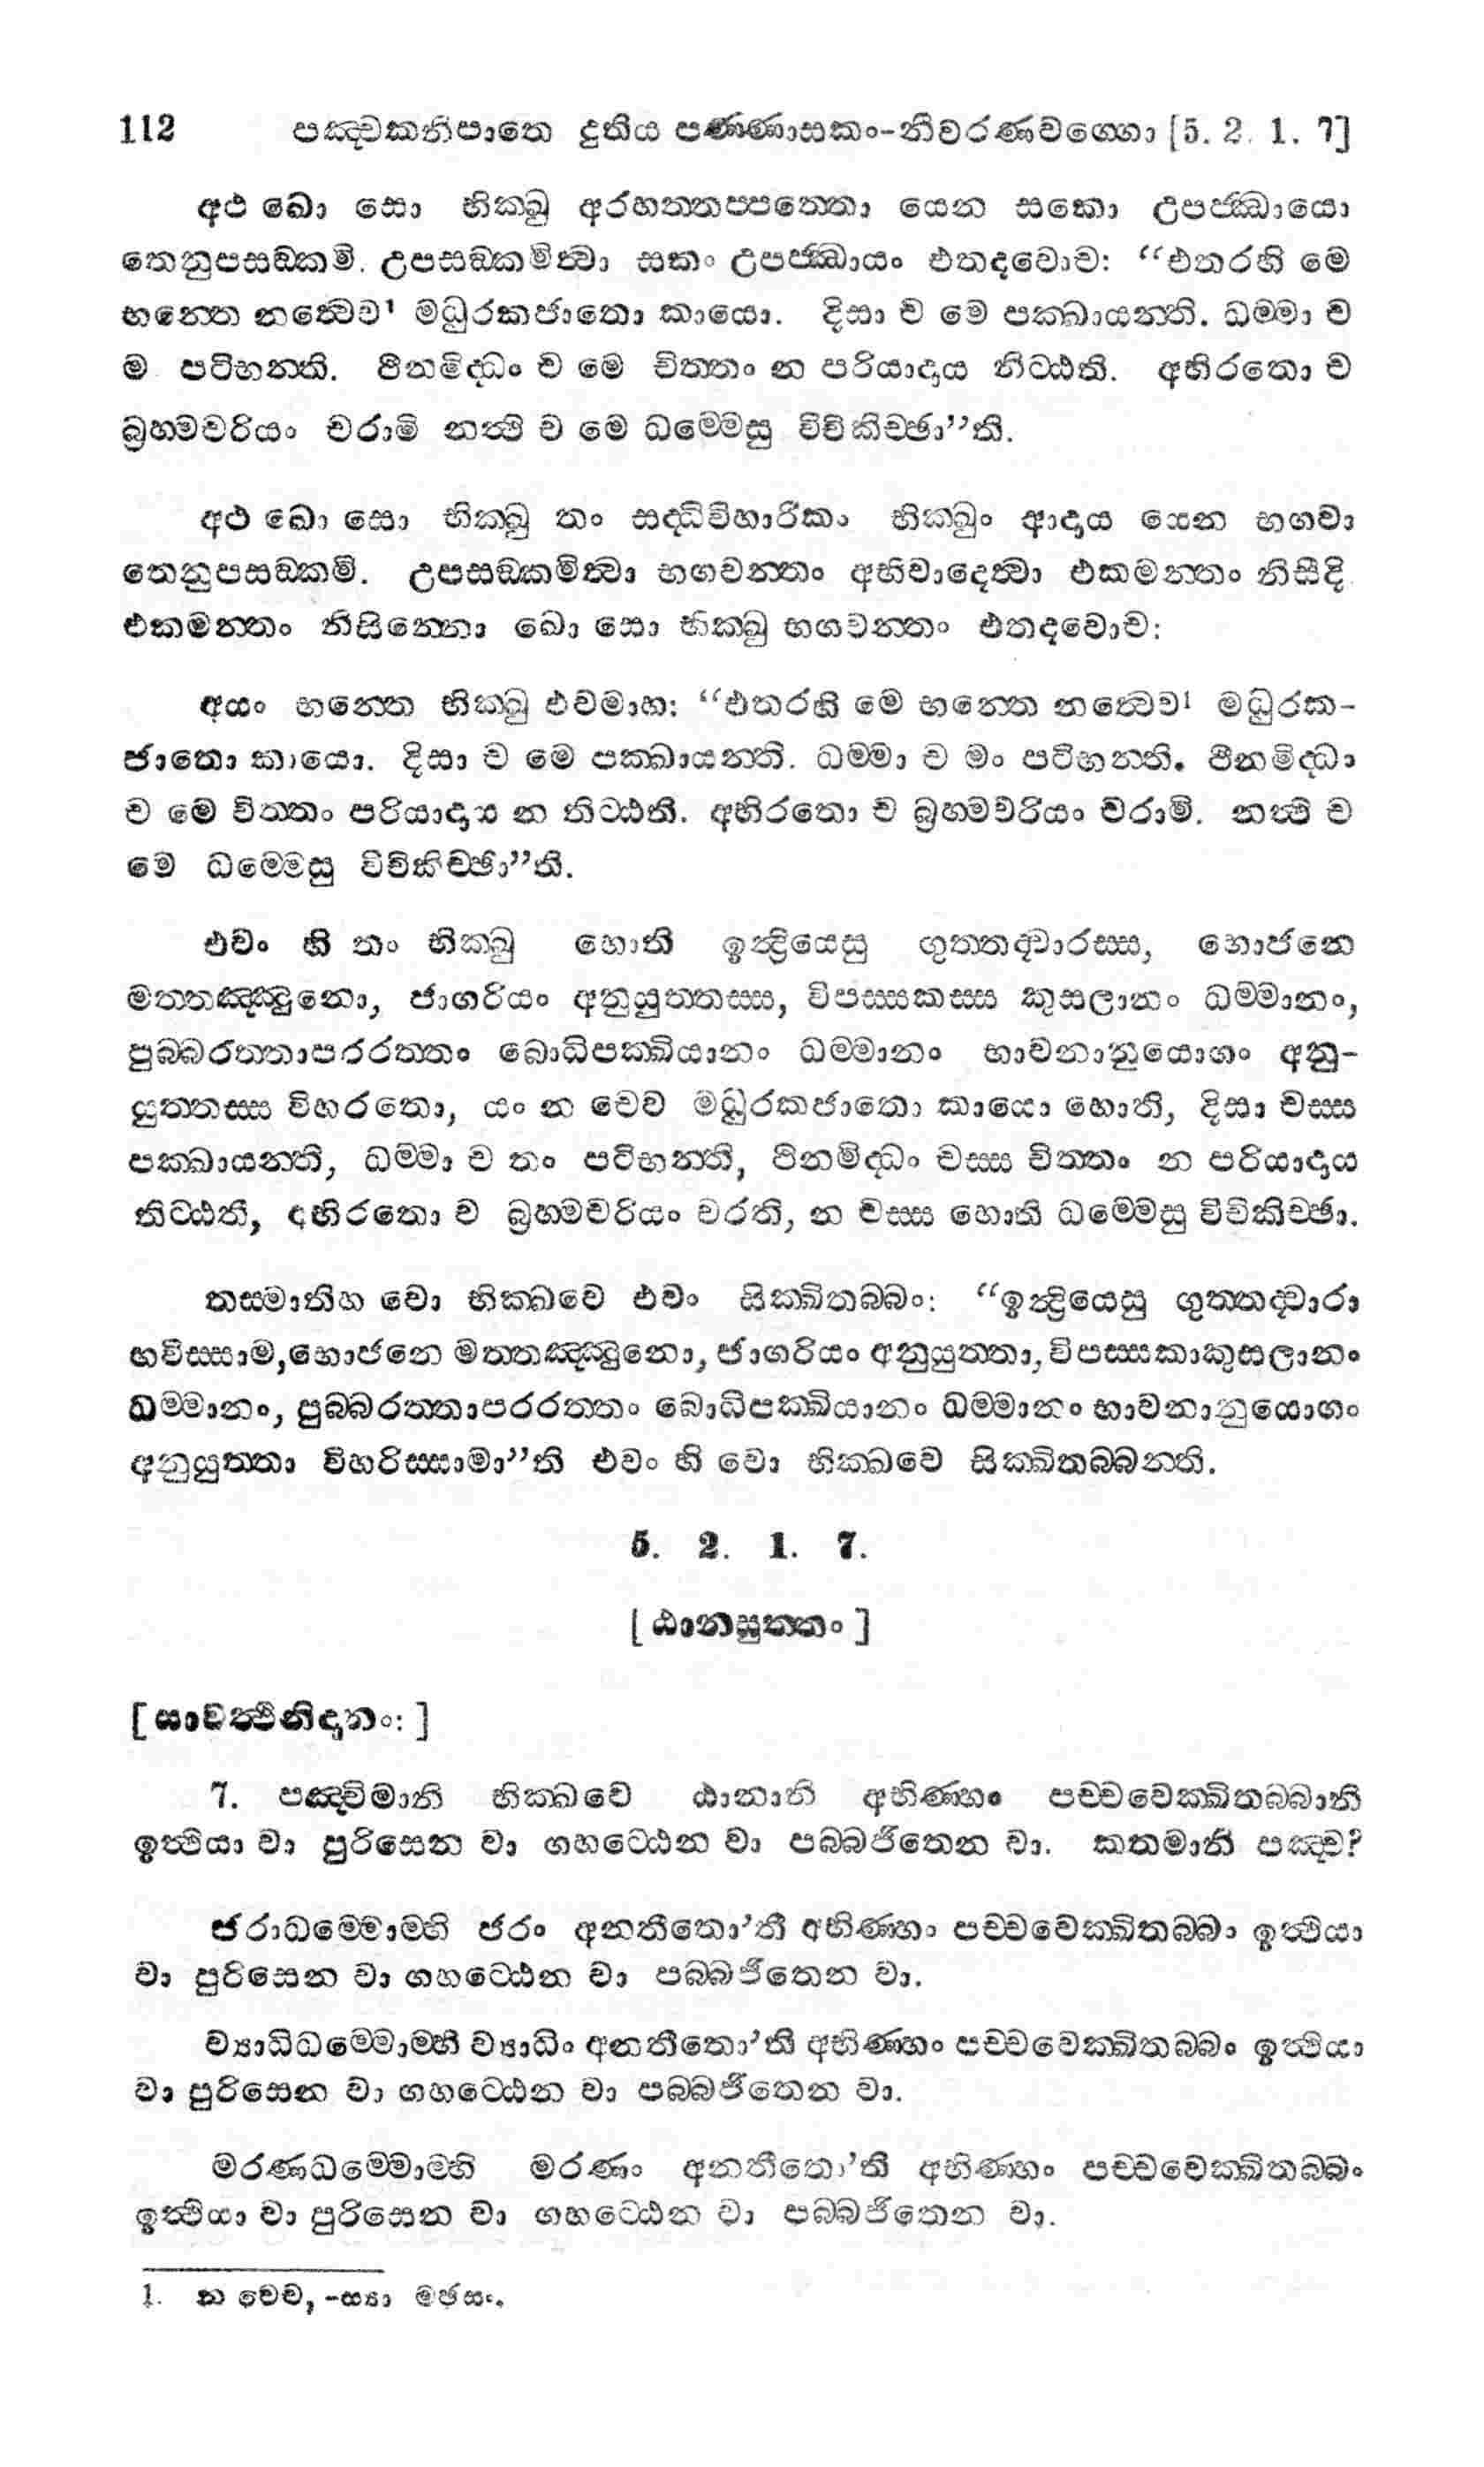 112 පඤ්චකනිපාතෙ දුතිය පණ්ණාසකං-නීවරණවග්ගො [5. 2. 1. 7]
අථ ඛො සො භික්ඛු අරහත්තප්පත්තො යෙන සකො උපජ්ඣායො
තෙනුපසඞ්කමි. උපසඞ්කමිත්වා සකං උපජ්ඣායං එතදවොච: “එතරහි මෙ
භන්තෙ නත්වෙව¹ මධුරකජාතො කායො. දිසා ච මෙ පක්ඛායන්ති. ධම්මා ච
ම පටිභන්ති. ථීනමිද්ධං ච මෙ චිත්තං න පරියාදාය තිට්ඨති. අභිරතො ච
බ්‍රහ්මචරියං චරාමි නත්ථි ච මෙ ධම්මෙසු විචිකිච්ඡා”ති.
අථ ඛො සො භික්ඛු තං සද්ධිවිහාරිකං භික්ඛුං ආදාය යෙන භගවා
තෙනුපසඞ්කමි. උපසඞ්කමිත්වා භගවන්තං අභිවාදෙත්වා එකමන්තං නිසීදි.
එකමන්තං නිසින්නො ඛො සො භික්ඛු භගවන්තං එතදවොච:
අයං භන්තෙ භික්ඛු එවමාහ: “එතරහි මෙ භන්තෙ නත්වෙව¹ මධුරක-
ජාතො කායො. දිසා ච මෙ පක්ඛායන්ති. ධම්මා ච මං පටිභන්ති. ථීනමිද්ධා
ච මෙ චිත්තං පරියාදාය න තිට්ඨති. අභිරතො ච බ්‍රහ්මචරියං චරාමි. නත්ථි ච
මෙ ධම්මෙසු විචිකිච්ඡා”ති.
එවං හි තං භික්ඛු හොති ඉන්ද්‍රියෙසු ගුත්තද්වාරස්ස, භොජනෙ
මත්තඤ්ඤුනො, ජාගරියං අනුයුත්තස්ස, විපස්සකස්ස කුසලානං ධම්මානං,
පුබ්බරත්තාපරරත්තං බොධිපක්ඛියානං ධම්මානං භාවනානුයොගං අනු-
යුත්තස්ස විහරතො, යං න චෙව මධුරකජාතො කායො හොති, දිසා චස්ස
පක්ඛායන්ති, ධම්මා ච තං පටිභන්ති, ථිනමිද්ධං චස්ස චිත්තං න පරියාදාය
තිට්ඨති, අභිරතො ච බ්‍රහ්මචරියං චරති, න චස්ස හොති ධම්මෙසු විචිකිච්ඡා.
තස්මාතිහ වො භික්ඛවෙ එවං සික්ඛිතබ්බං: “ඉන්ද්‍රියෙසු ගුත්තද්වාරා
භවිස්සාම, භොජනෙ මත්තඤ්ඤුනො, ජාගරියං අනුයුත්තා, විපස්සකා කුසලානං
ධම්මානං, පුබ්බරත්තාපරරත්තං බොධිපක්ඛියානං ධම්මානං භාවනානුයොගං
අනුයුත්තා විහරිස්සාමා”ති එවං හි වො භික්ඛවෙ සික්ඛිතබ්බන්ති.
5. 2. 1. 7.
[ ඨානසුත්තං ]
[ සාවත්ථිනිදානං: ]
7. පඤ්චිමානි භික්ඛවෙ ඨානානි අභිණ්හං පච්චවෙක්ඛිතබ්බානි
ඉත්ථියා වා පුරිසෙන වා ගහට්ඨෙන වා පබ්බජිතෙන වා. කතමානි පඤ්ච?
ජරාධම්මොම්හි ජරං අනතීතො’ති අභිණ්හං පච්චවෙක්ඛිතබ්බං ඉත්ථියා
වා පුරිසෙන වා ගහට්ඨෙන වා පබ්බජිතෙන වා.
ව්‍යාධිධම්මොම්හි ව්‍යාධිං අනතීතො’ති අභිණ්හං පච්චවෙක්ඛිතබ්බං ඉත්ථියා
වා පුරිසෙන වා ගහට්ඨෙන වා පබ්බජිතෙන වා.
මරණධම්මොම්හි මරණං අනතීතො’ති අභිණ්හං පච්චවෙක්ඛිතබ්බං
ඉත්ථියා වා පුරිසෙන වා ගහට්ඨෙන වා පබ්බජිතෙන වා.
1. න චෙව, -ස්‍යා මඡසං.